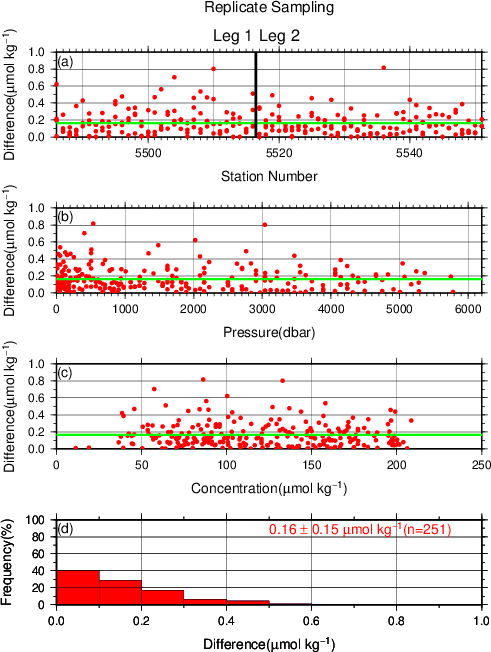 Replicate Sampling
Leg 1 Leg 2
(a)
Difference(μmol kg⁻¹)
1.0
0.8
0.6
0.4
0.2
0.0
5500 5520 5540
Station Number
(b)
Difference(μmol kg⁻¹)
1.0
0.8
0.6
0.4
0.2
0.0
0 1000 2000 3000 4000 5000 6000
Pressure(dbar)
(c)
Difference(μmol kg⁻¹)
1.0
0.8
0.6
0.4
0.2
0.0
0 50 100 150 200 250
Concentration(μmol kg⁻¹)
(d)
0.16 ± 0.15 μmol kg⁻¹(n=251)
Frequency(%)
100
80
60
40
20
0
0.0 0.2 0.4 0.6 0.8 1.0
Difference(μmol kg⁻¹)